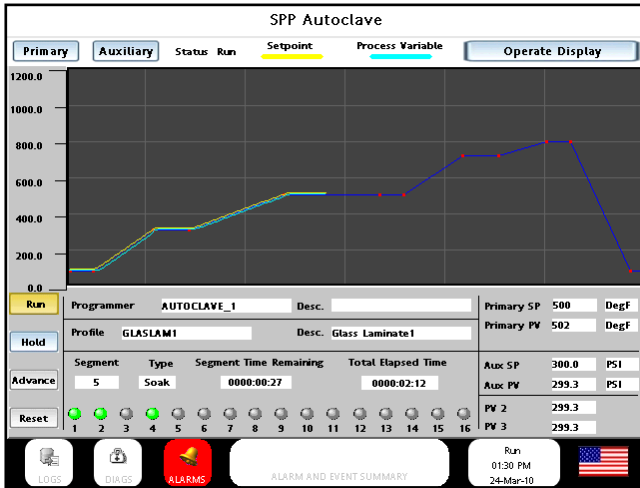 SPP Autoclave
Primary Auxiliary Status Run Setpoint Process Variable Operate Display
1200.0
1000.0
800.0
600.0
400.0
200.0
0.0
Run Programmer AUTOCLAVE_1 Desc. Primary SP 500 DegF
Primary PV 502 DegF
Hold Profile GLASLAM1 Desc. Glass Laminate1
Segment Type Segment Time Remaining Total Elapsed Time Aux SP 300.0 PSI
Advance 5 Soak 0000:00:27 0000:02:12 Aux PV 299.3 PSI
Reset PV 2 299.3
1 2 3 4 5 6 7 8 9 10 11 12 13 14 15 16 PV 3 299.3
Run
01:30 PM
LOGS DIAGS ALARMS ALARM AND EVENT SUMMARY 24-Mar-10